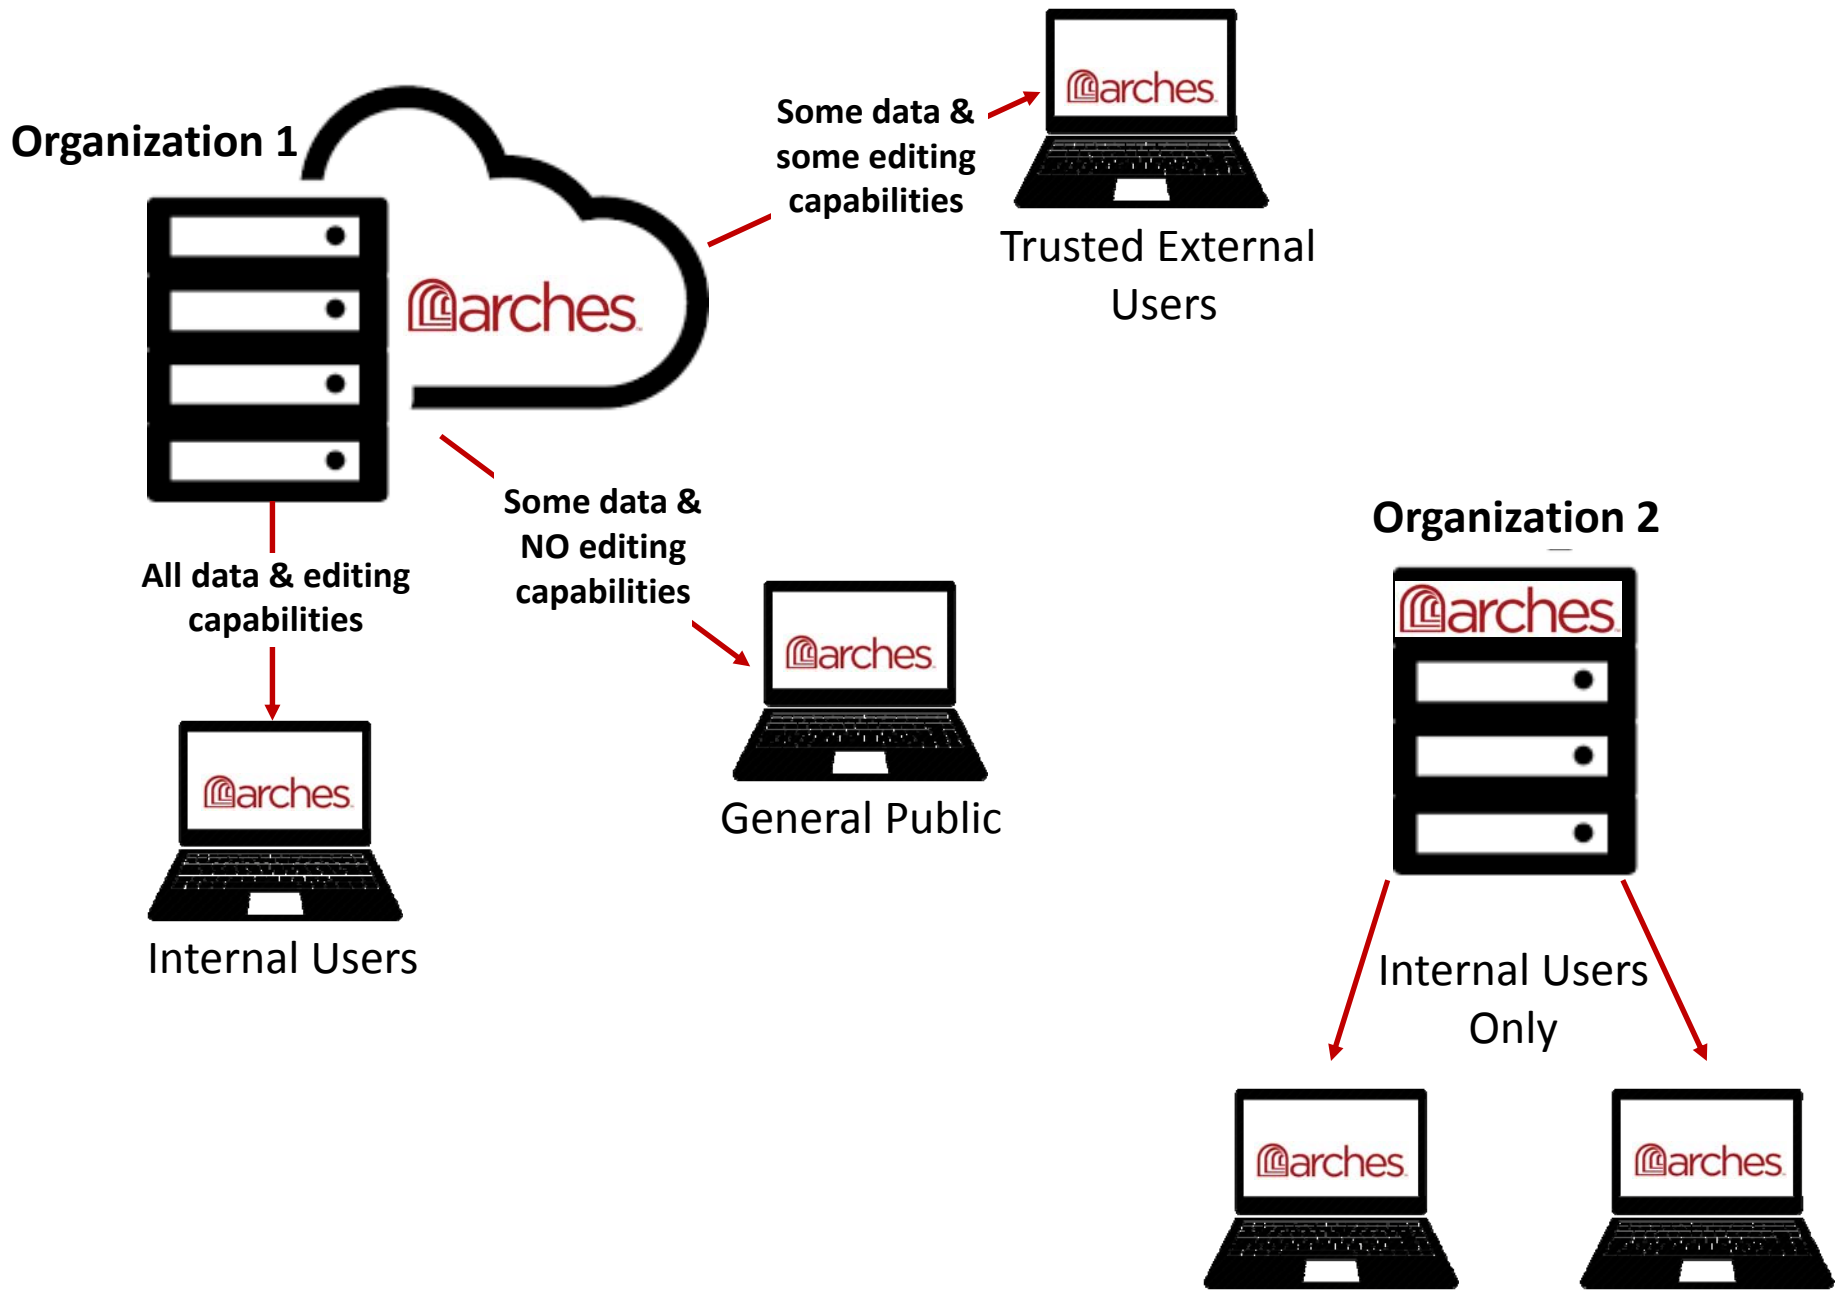 Organization 1
arches
All data & editing
capabilities
arches
Internal Users
Some data &
some editing
capabilities
arches
Trusted External
Users
Some data &
NO editing
capabilities
arches
General Public
Organization 2
arches
Internal Users
Only
arches
arches